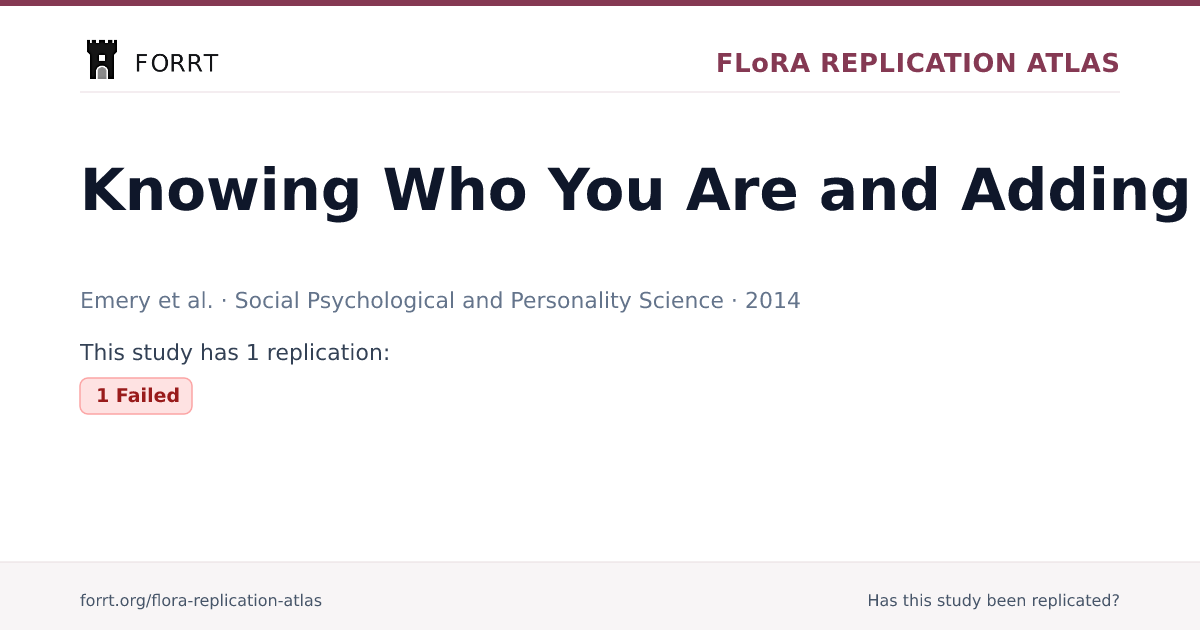 FORRT
FLoRA REPLICATION ATLAS
Knowing Who You Are and Adding
Emery et al. · Social Psychological and Personality Science · 2014
This study has 1 replication:
1 Failed
forrt.org/flora-replication-atlas
Has this study been replicated?